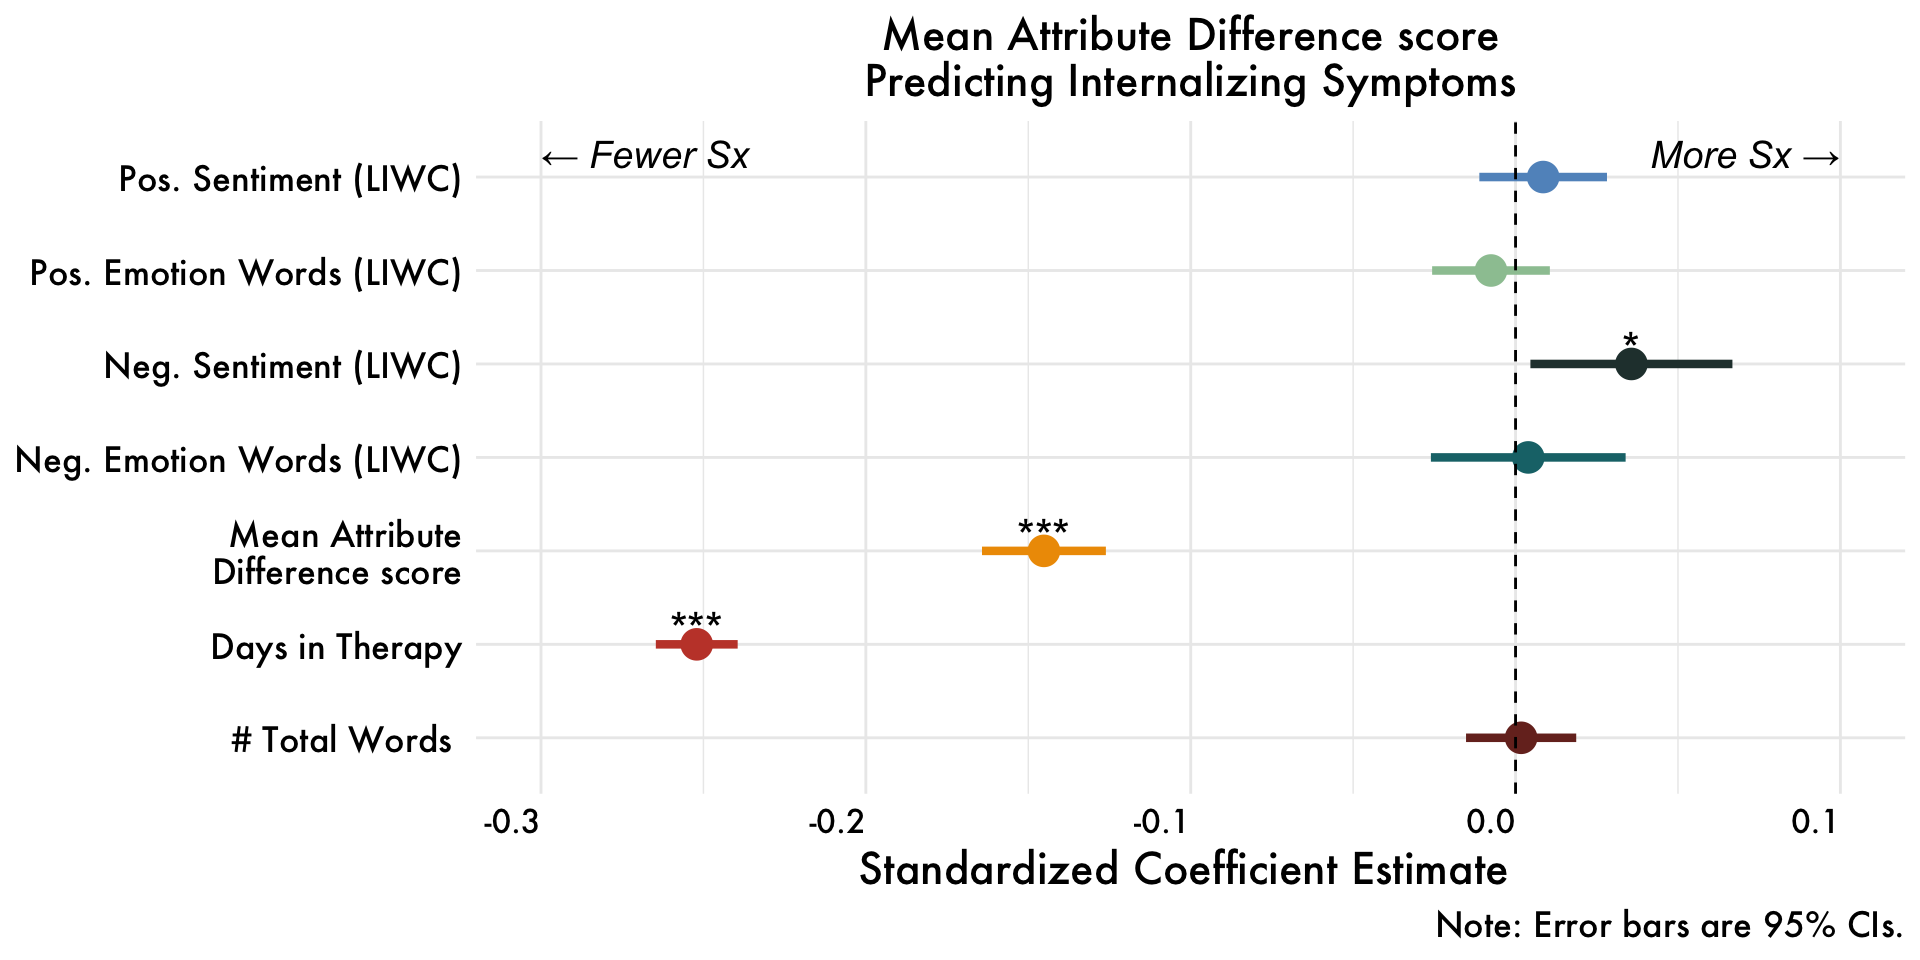 Mean Attribute Difference score
Predicting Internalizing Symptoms
← Fewer Sx
More Sx →
Pos. Sentiment (LIWC)
Pos. Emotion Words (LIWC)
*
Neg. Sentiment (LIWC)
Neg. Emotion Words (LIWC)
***
Mean Attribute
Difference score
***
Days in Therapy
# Total Words
-0.3 -0.2 -0.1 0.0 0.1
Standardized Coefficient Estimate
Note: Error bars are 95% CIs.